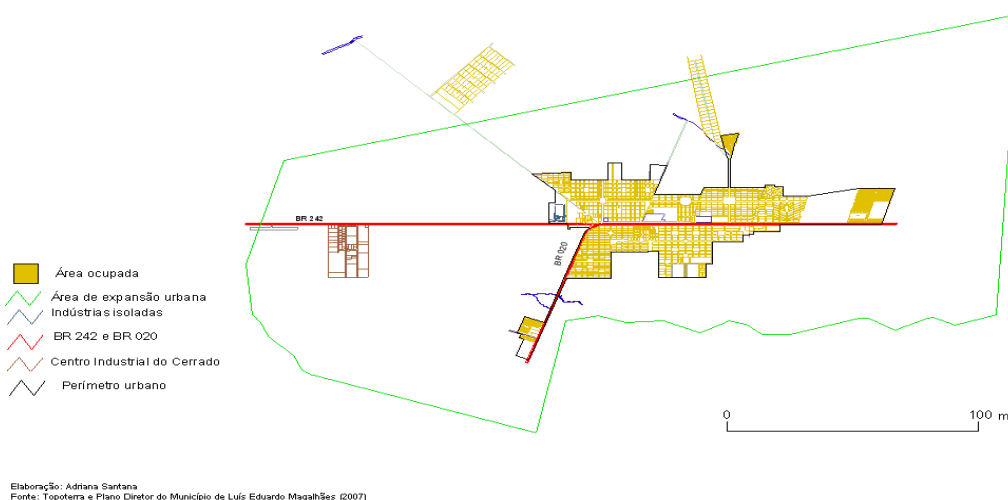 BR 242
BR 020
Área ocupada
Área de expansão urbana
Indústrias isoladas
BR 242 e BR 020
Centro Industrial do Cerrado
Perímetro urbano
0 100 m
Elaboração: Adriana Santana
Fonte: Topoterra e Plano Diretor do Município de Luís Eduardo Magalhães (2007)